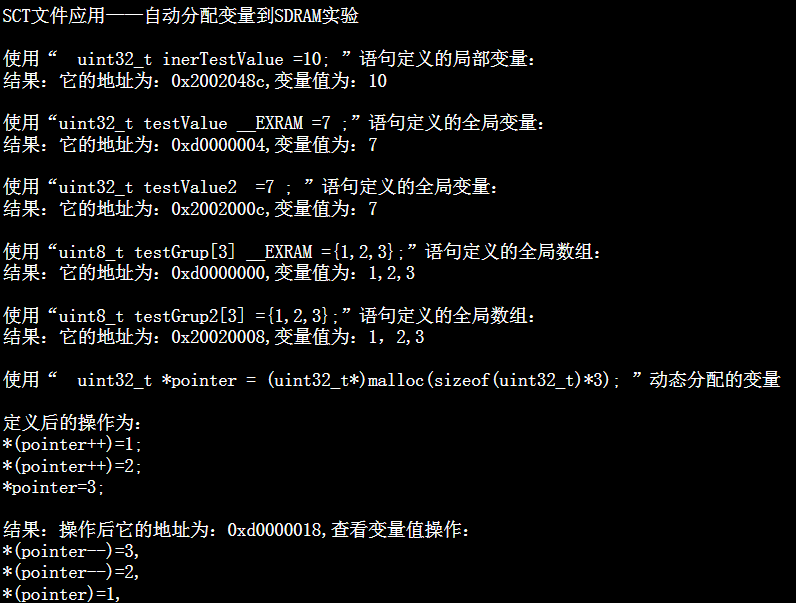 SCT文件应用——自动分配变量到SDRAM实验
使用“  uint32_t inerTestValue =10; ”语句定义的局部变量：
结果：它的地址为：0x2002048c,变量值为：10
使用“uint32_t testValue __EXRAM =7 ;”语句定义的全局变量：
结果：它的地址为：0xd0000004,变量值为：7
使用“uint32_t testValue2  =7 ; ”语句定义的全局变量：
结果：它的地址为：0x2002000c,变量值为：7
使用“uint8_t testGrup[3] __EXRAM ={1,2,3};”语句定义的全局数组：
结果：它的地址为：0xd0000000,变量值为：1,2,3
使用“uint8_t testGrup2[3] ={1,2,3};”语句定义的全局数组：
结果：它的地址为：0x20020008,变量值为：1，2,3
使用“  uint32_t *pointer = (uint32_t*)malloc(sizeof(uint32_t)*3); ”动态分配的变量
定义后的操作为：
*(pointer++)=1;
*(pointer++)=2;
*pointer=3;
结果：操作后它的地址为：0xd0000018,查看变量值操作：
*(pointer--)=3,
*(pointer--)=2,
*(pointer)=1,